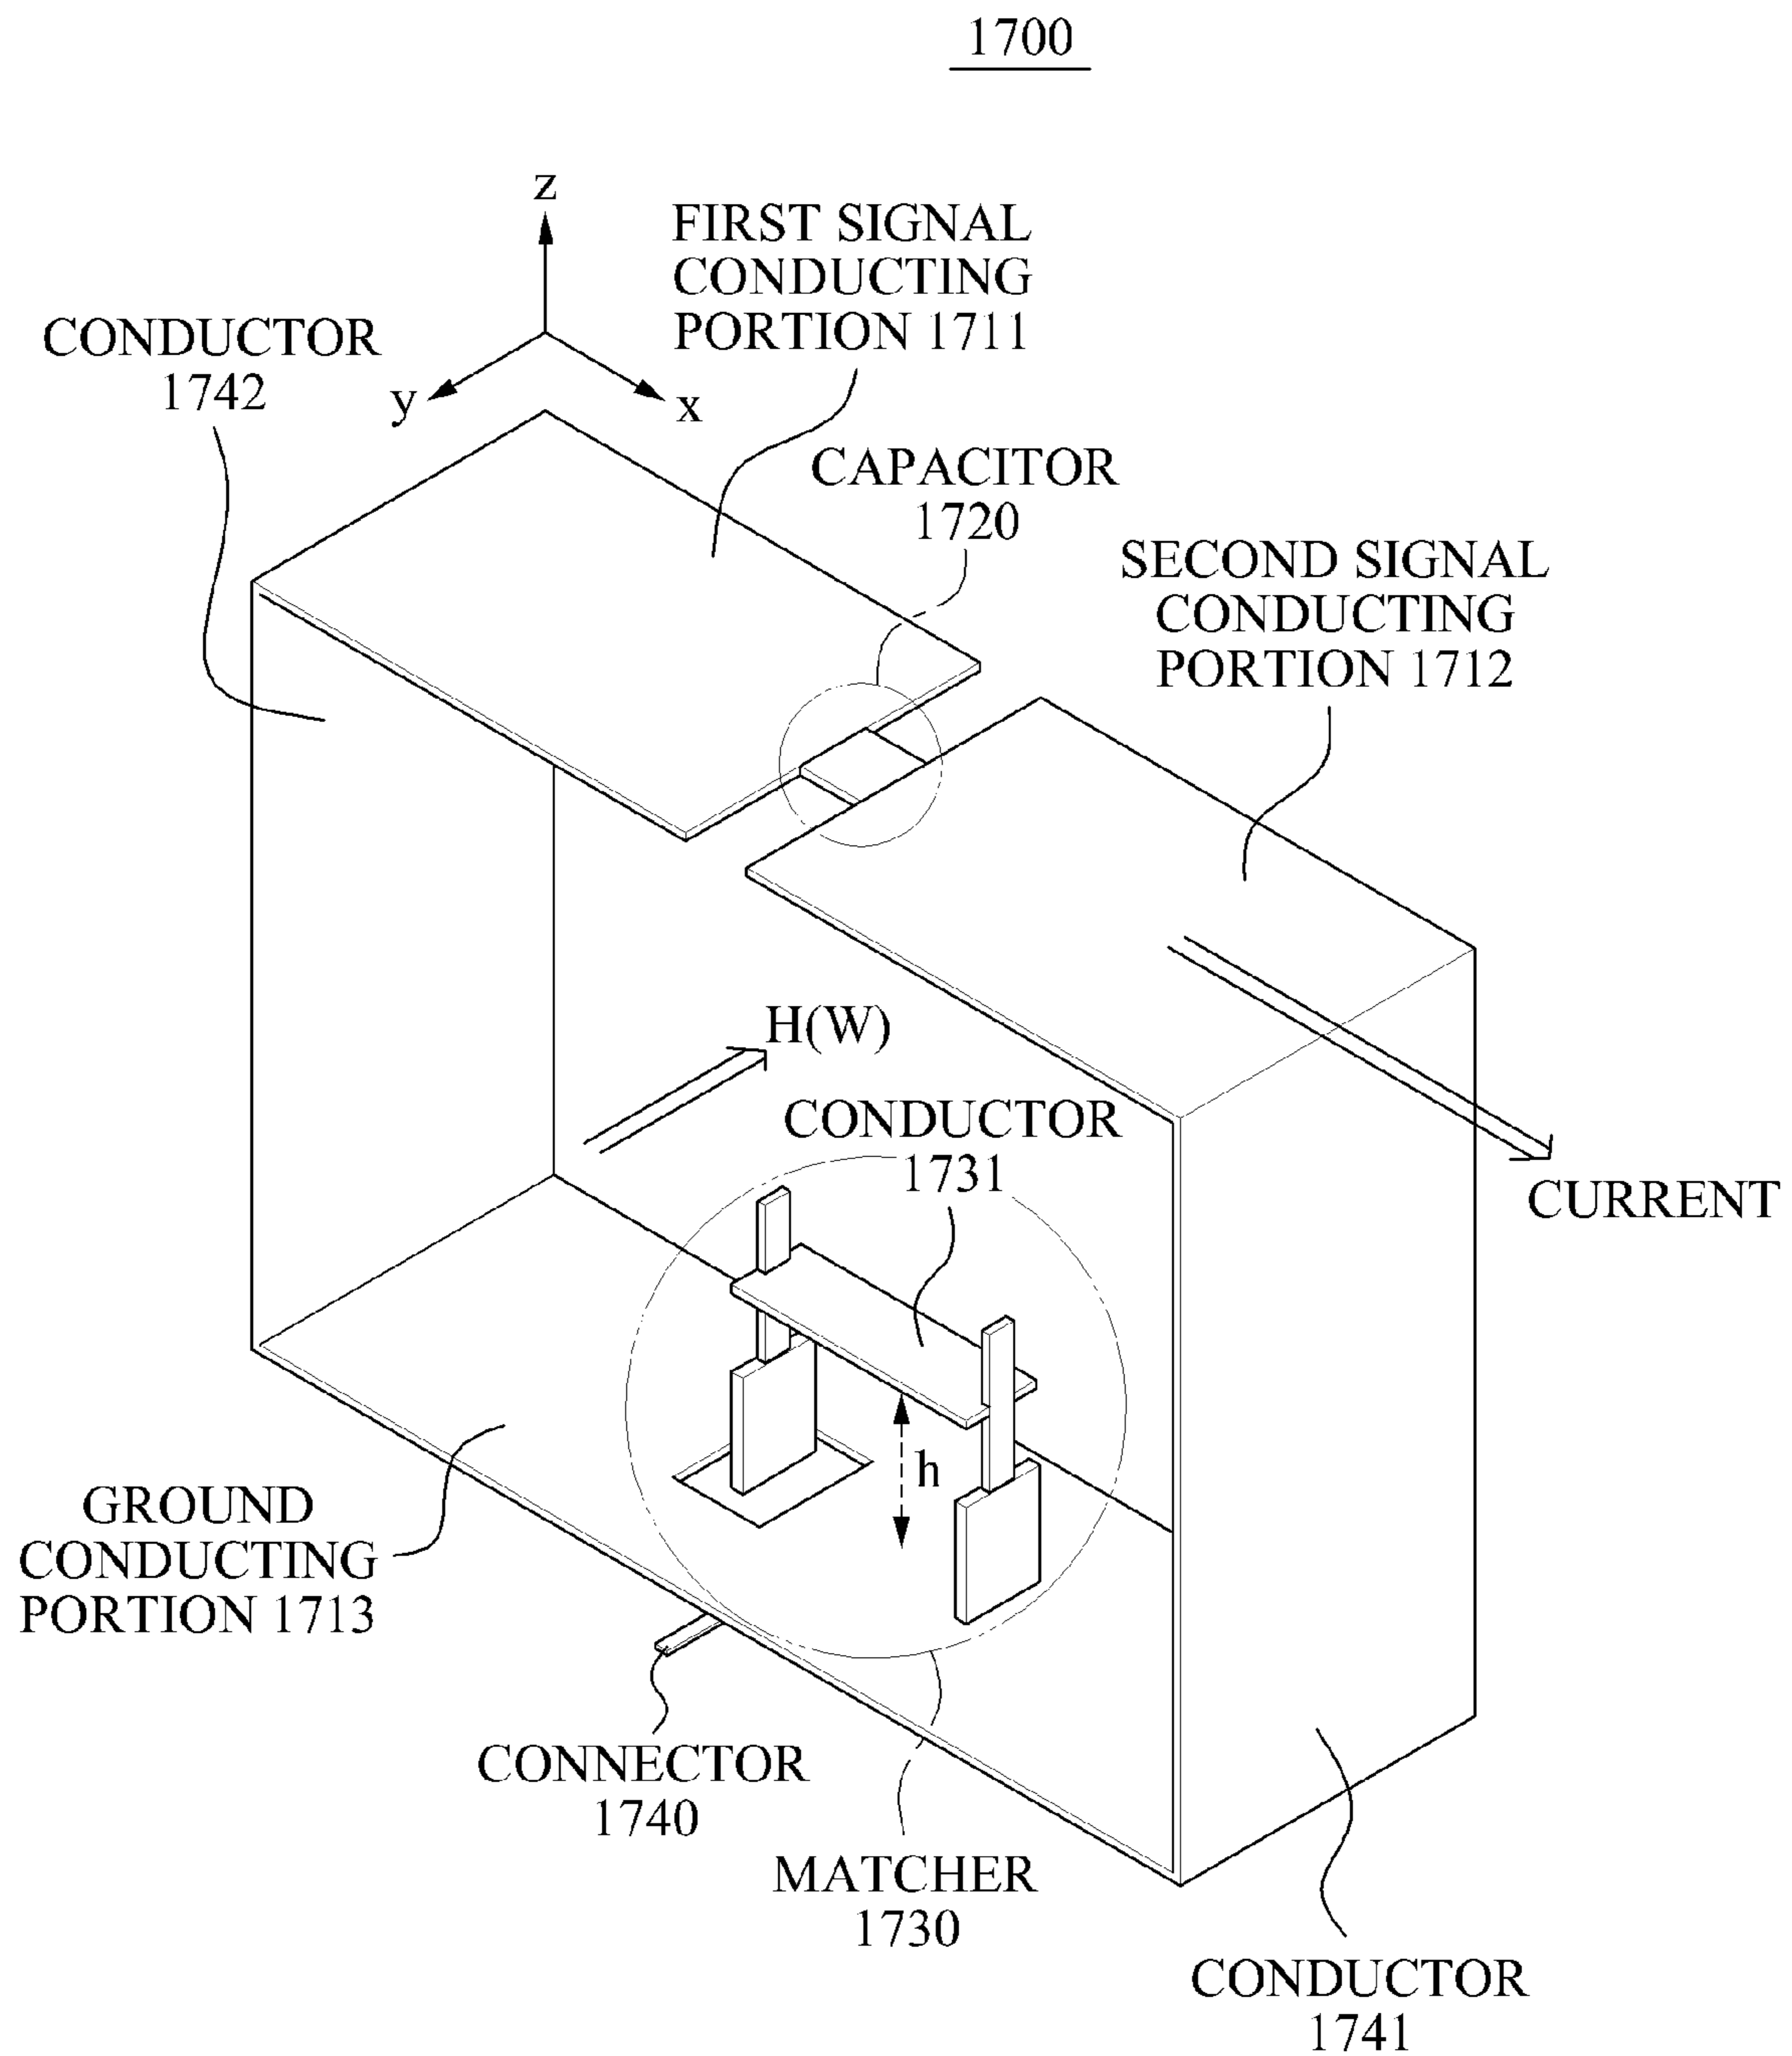 1700
z
y
x
FIRST SIGNAL
CONDUCTING
PORTION 1711
CONDUCTOR
1742
CAPACITOR
1720
SECOND SIGNAL
CONDUCTING
PORTION 1712
H(W)
CONDUCTOR
1731
CURRENT
h
GROUND
CONDUCTING
PORTION 1713
CONNECTOR
1740
MATCHER
1730
CONDUCTOR
1741